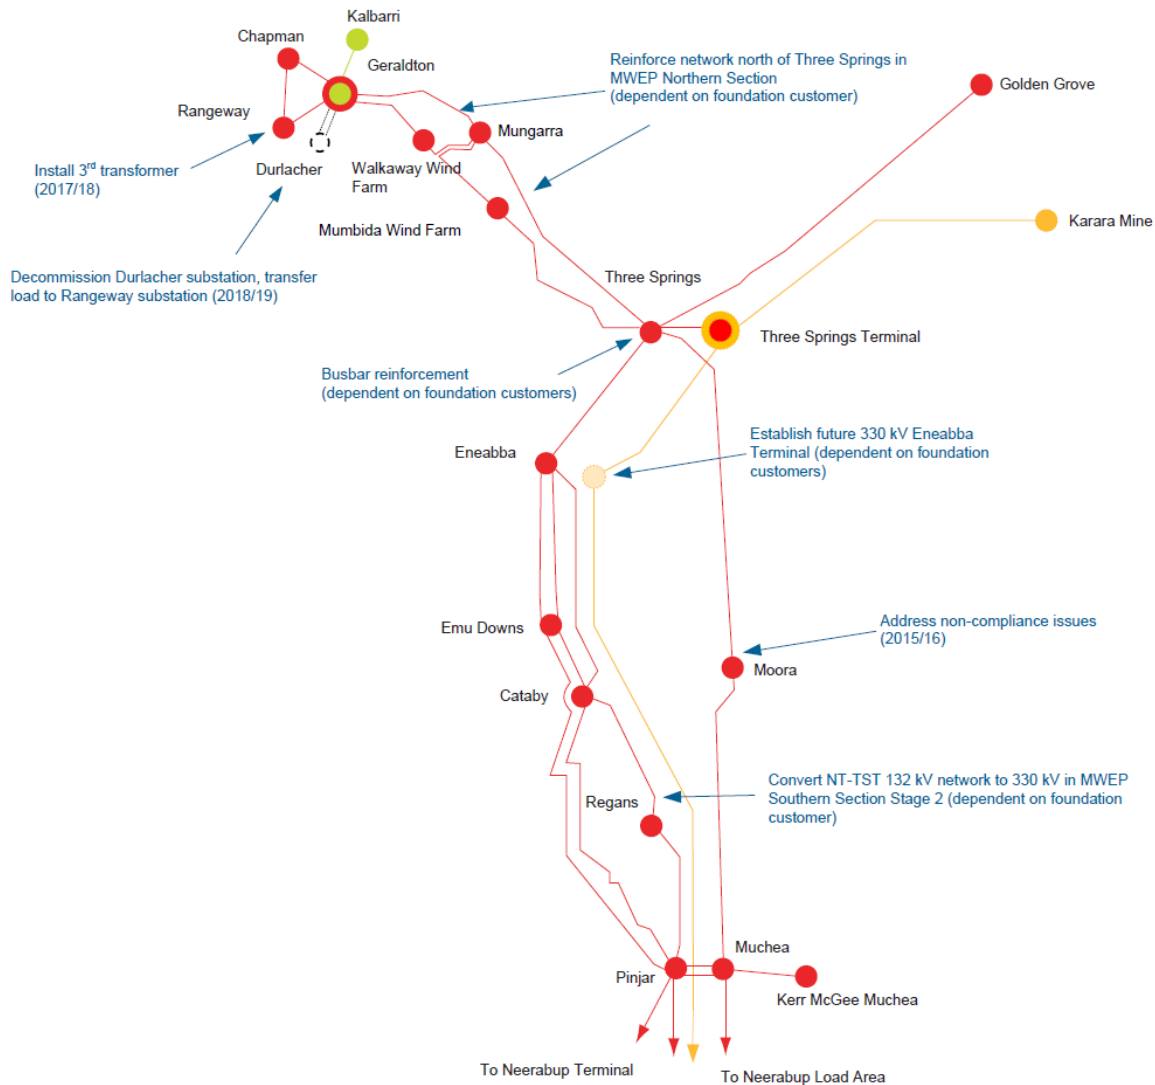 Kalbarri
Chapman
Geraldton
Reinforce network north of Three Springs in
MWEP Northern Section
(dependent on foundation customer)
Golden Grove
Rangeway
Mungarra
Install 3rd transformer
(2017/18)
Durlacher
Walkaway Wind
Farm
Mumbida Wind Farm
Karara Mine
Decommission Durlacher substation, transfer
load to Rangeway substation (2018/19)
Three Springs
Three Springs Terminal
Busbar reinforcement
(dependent on foundation customers)
Eneabba
Establish future 330 kV Eneabba
Terminal (dependent on foundation
customers)
Emu Downs
Address non-compliance issues
(2015/16)
Moora
Cataby
Convert NT-TST 132 kV network to 330 kV in MWEP
Southern Section Stage 2 (dependent on foundation
customer)
Regans
Muchea
Pinjar
Kerr McGee Muchea
To Neerabup Terminal
To Neerabup Load Area